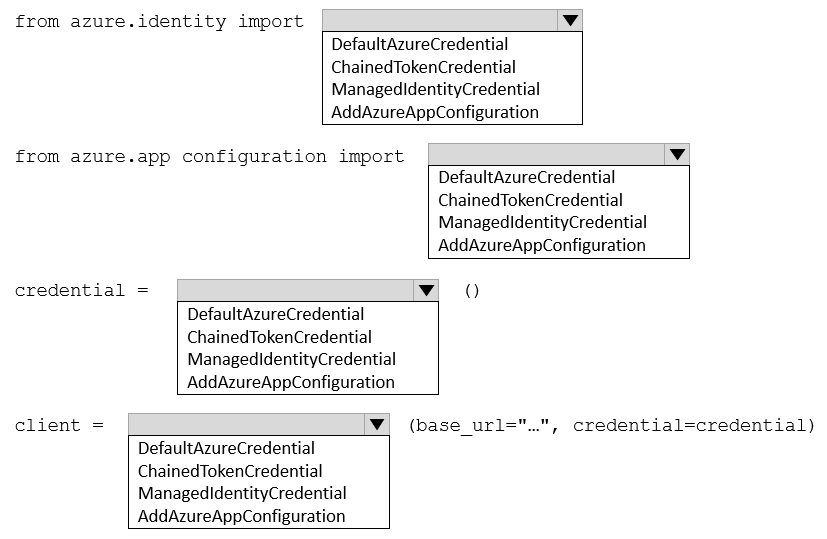 from azure.identity import
DefaultAzureCredential
ChainedTokenCredential
ManagedIdentityCredential
AddAzureAppConfiguration
from azure.app configuration import
DefaultAzureCredential
ChainedTokenCredential
ManagedIdentityCredential
AddAzureAppConfiguration
credential = ()
DefaultAzureCredential
ChainedTokenCredential
ManagedIdentityCredential
AddAzureAppConfiguration
client = (base_url="…", credential=credential)
DefaultAzureCredential
ChainedTokenCredential
ManagedIdentityCredential
AddAzureAppConfiguration